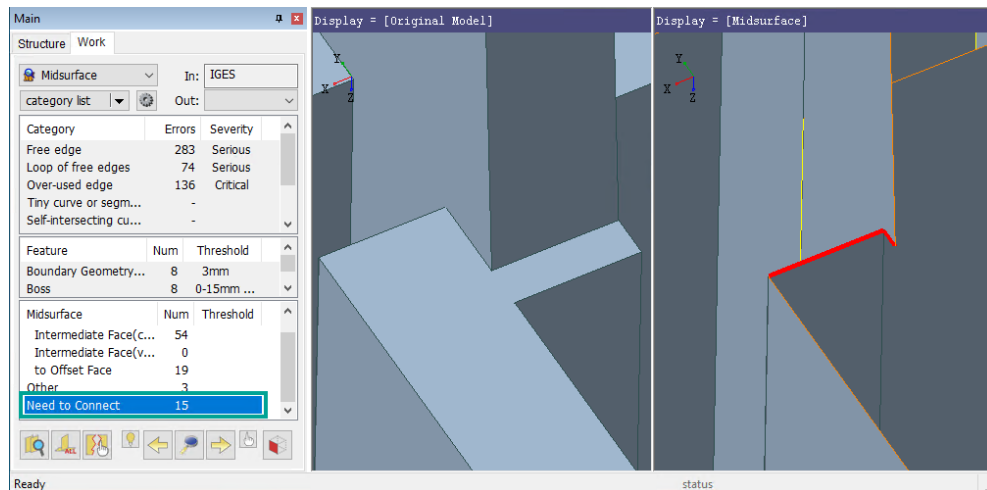 Main
Structure Work
Midsurface In: IGES
category list Out:
Category Errors Severity
Free edge 283 Serious
Loop of free edges 74 Serious
Over-used edge 136 Critical
Tiny curve or segm... -
Self-intersecting cu... -
Feature Num Threshold
Boundary Geometry... 8 3mm
Boss 8 0-15mm ...
Midsurface Num Threshold
Intermediate Face(c... 54
Intermediate Face(v... 0
to Offset Face 19
Other 3
Need to Connect 15
ALL
Ready
Display = [Original Model]
Y
X
Z
Display = [Midsurface]
Y
X
Z
status